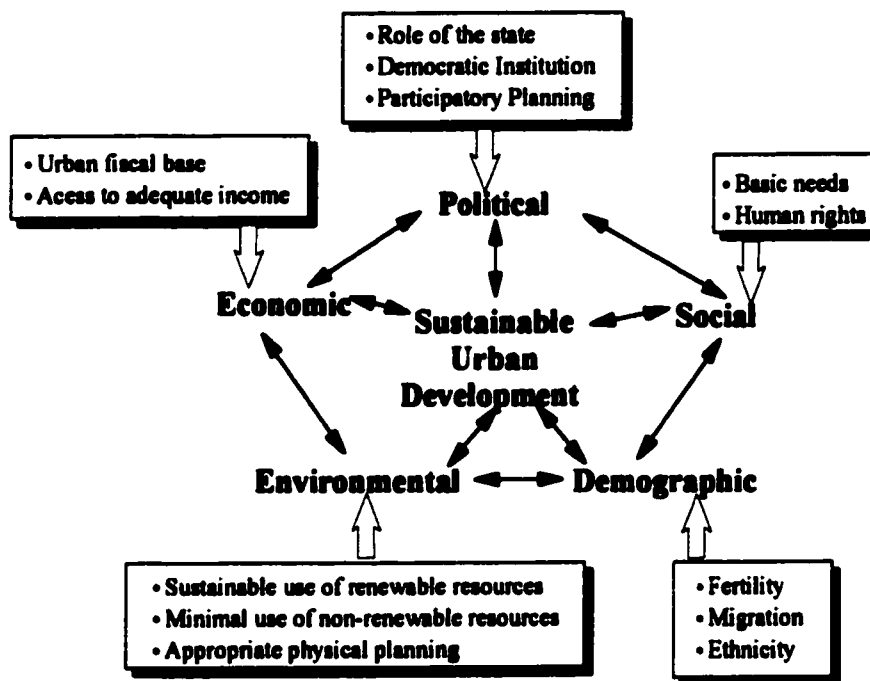 • Role of the state
• Democratic Institution
• Participatory Planning
• Urban fiscal base
• Acess to adequate income
• Basic needs
• Human rights
Political
Economic
Social
Sustainable
Urban
Development
Environmental
Demographic
• Sustainable use of renewable resources
• Minimal use of non-renewable resources
• Appropriate physical planning
• Fertility
• Migration
• Ethnicity